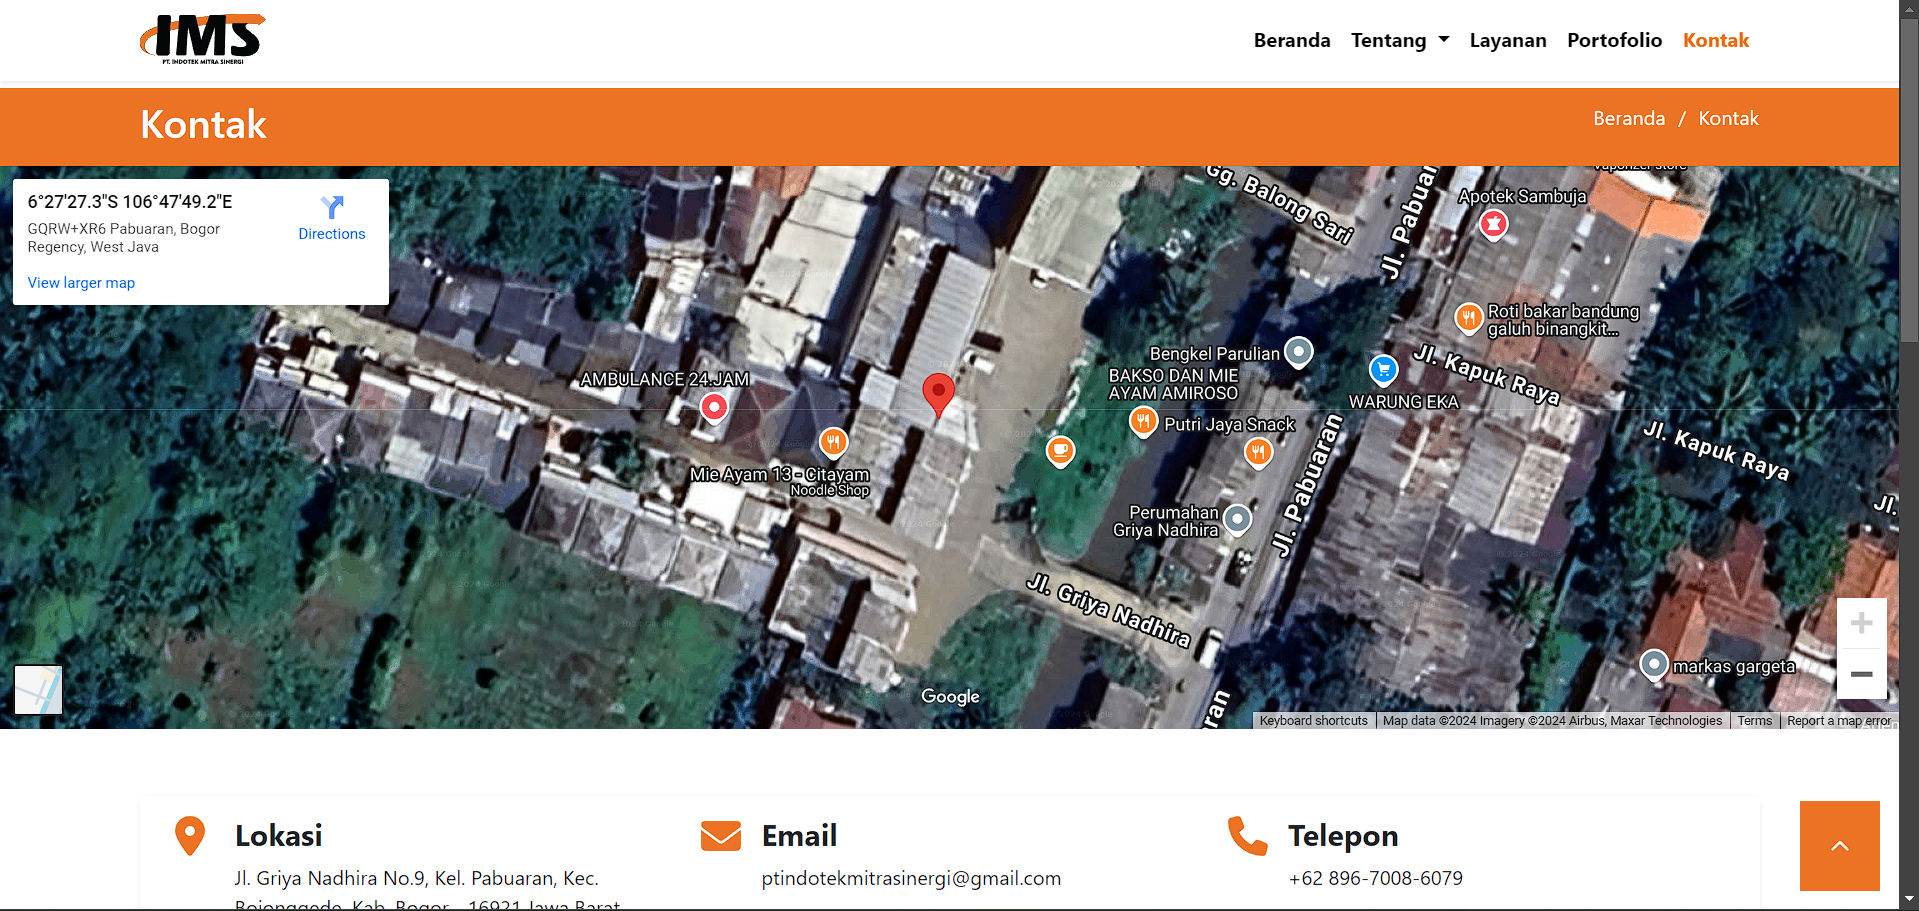 IMS
PT. INDOTEK MITRA SINERGI
Beranda
Tentang
Layanan
Portofolio
Kontak
Kontak
Beranda / Kontak
6°27'27.3"S 106°47'49.2"E
GQRW+XR6 Pabuaran, Bogor
Regency, West Java
Directions
View larger map
Gg. Balong Sari
Jl. Pabuaran
Apotek Sambuja
Roti bakar bandung
galuh binangkit...
Bengkel Parulian
BAKSO DAN MIE
AYAM AMIROSO
Jl. Kapuk Raya
AMBULANCE 24.JAM
WARUNG EKA
Putri Jaya Snack
Jl. Kapuk Raya
Mie Ayam 13 - Citayam
Noodle Shop
Jl. Pabuaran
Perumahan
Griya Nadhira
Jl.
Jl. Griya Nadhira
markas gargeta
Google
Keyboard shortcuts
Map data ©2024 Imagery ©2024 Airbus, Maxar Technologies
Terms
Report a map error
Lokasi
Jl. Griya Nadhira No.9, Kel. Pabuaran, Kec.
Bojonggede, Kab. Bogor - 16921 Jawa Barat
Email
ptindotekmitrasinergi@gmail.com
Telepon
+62 896-7008-6079